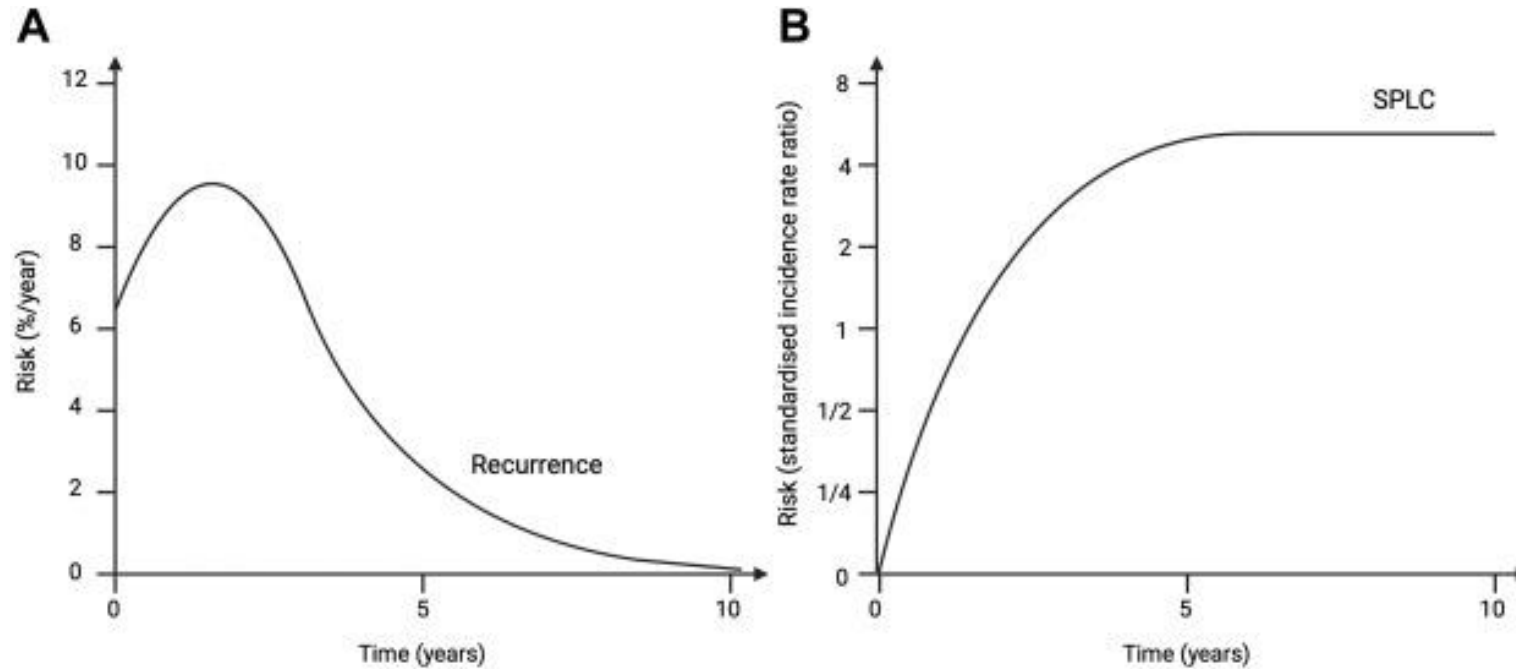 A
12
10
8
6
4
2
0
Risk (%/year)
Recurrence
0
5
10
Time (years)
B
8
4
2
1
1/2
1/4
0
Risk (standardised incidence rate ratio)
SPLC
0
5
10
Time (years)